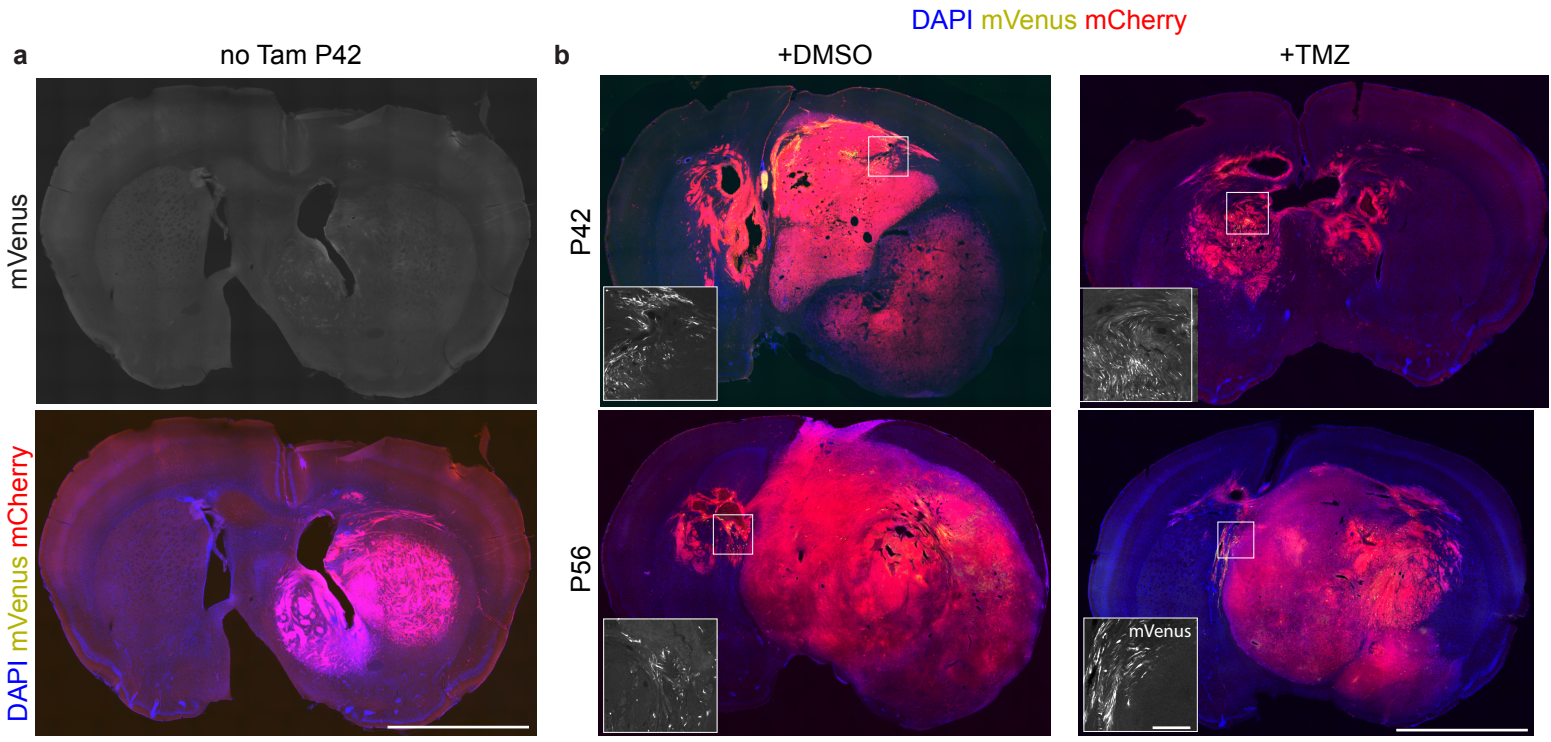 DAPI mVenus mCherry
a
no Tam P42
b
+DMSO
+TMZ
mVenus
P42
DAPI mVenus mCherry
P56
mVenus